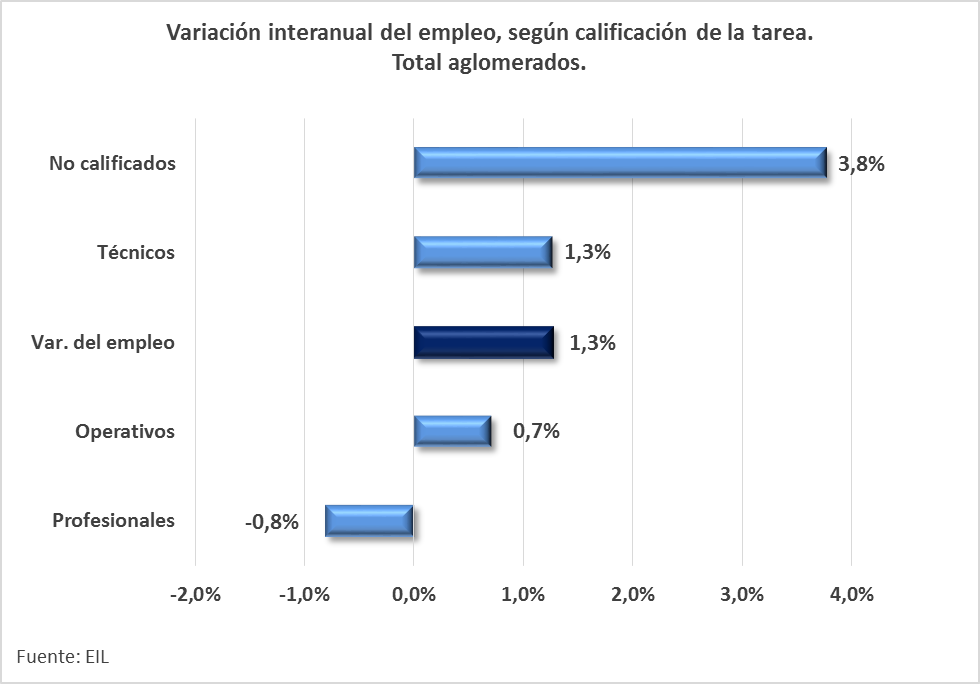 Variación interanual del empleo, según calificación de la tarea.
Total aglomerados.
No calificados
3,8%
Técnicos
1,3%
Var. del empleo
1,3%
Operativos
0,7%
Profesionales
-0,8%
-2,0% -1,0% 0,0% 1,0% 2,0% 3,0% 4,0%
Fuente: EIL